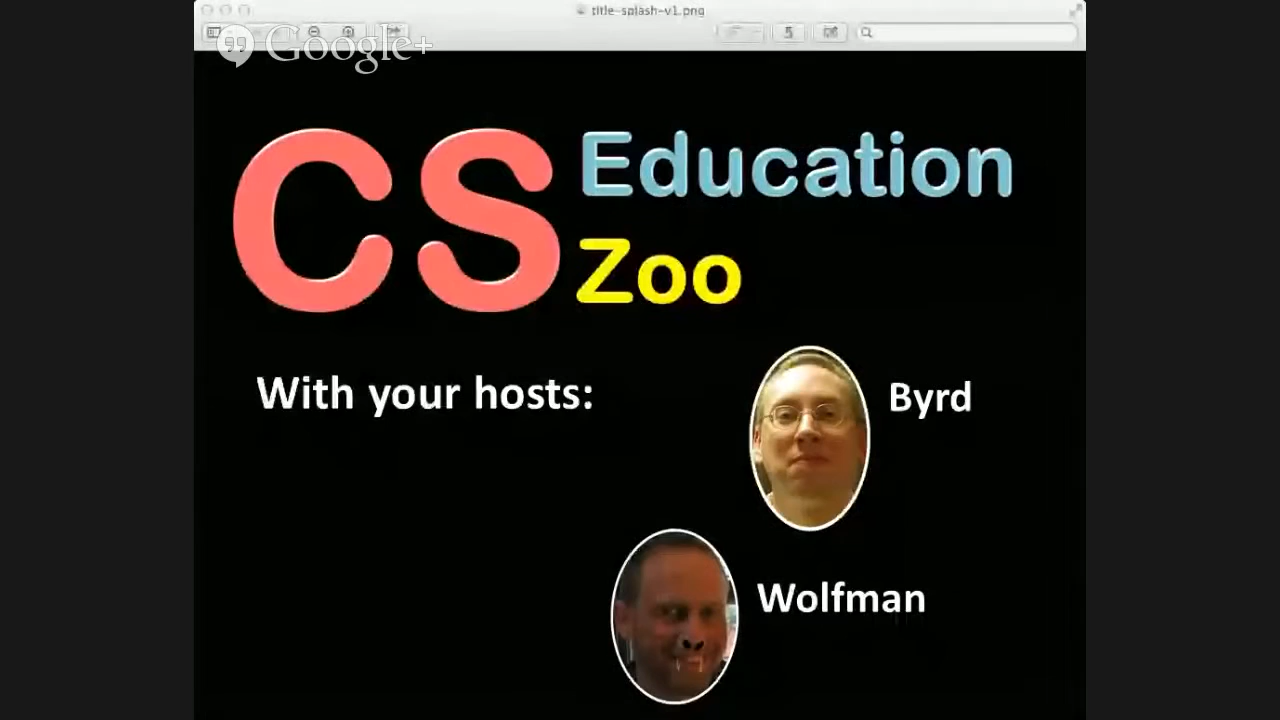 title-splash-v1.png
Google+
CS Education
Zoo
With your hosts:
Byrd
Wolfman